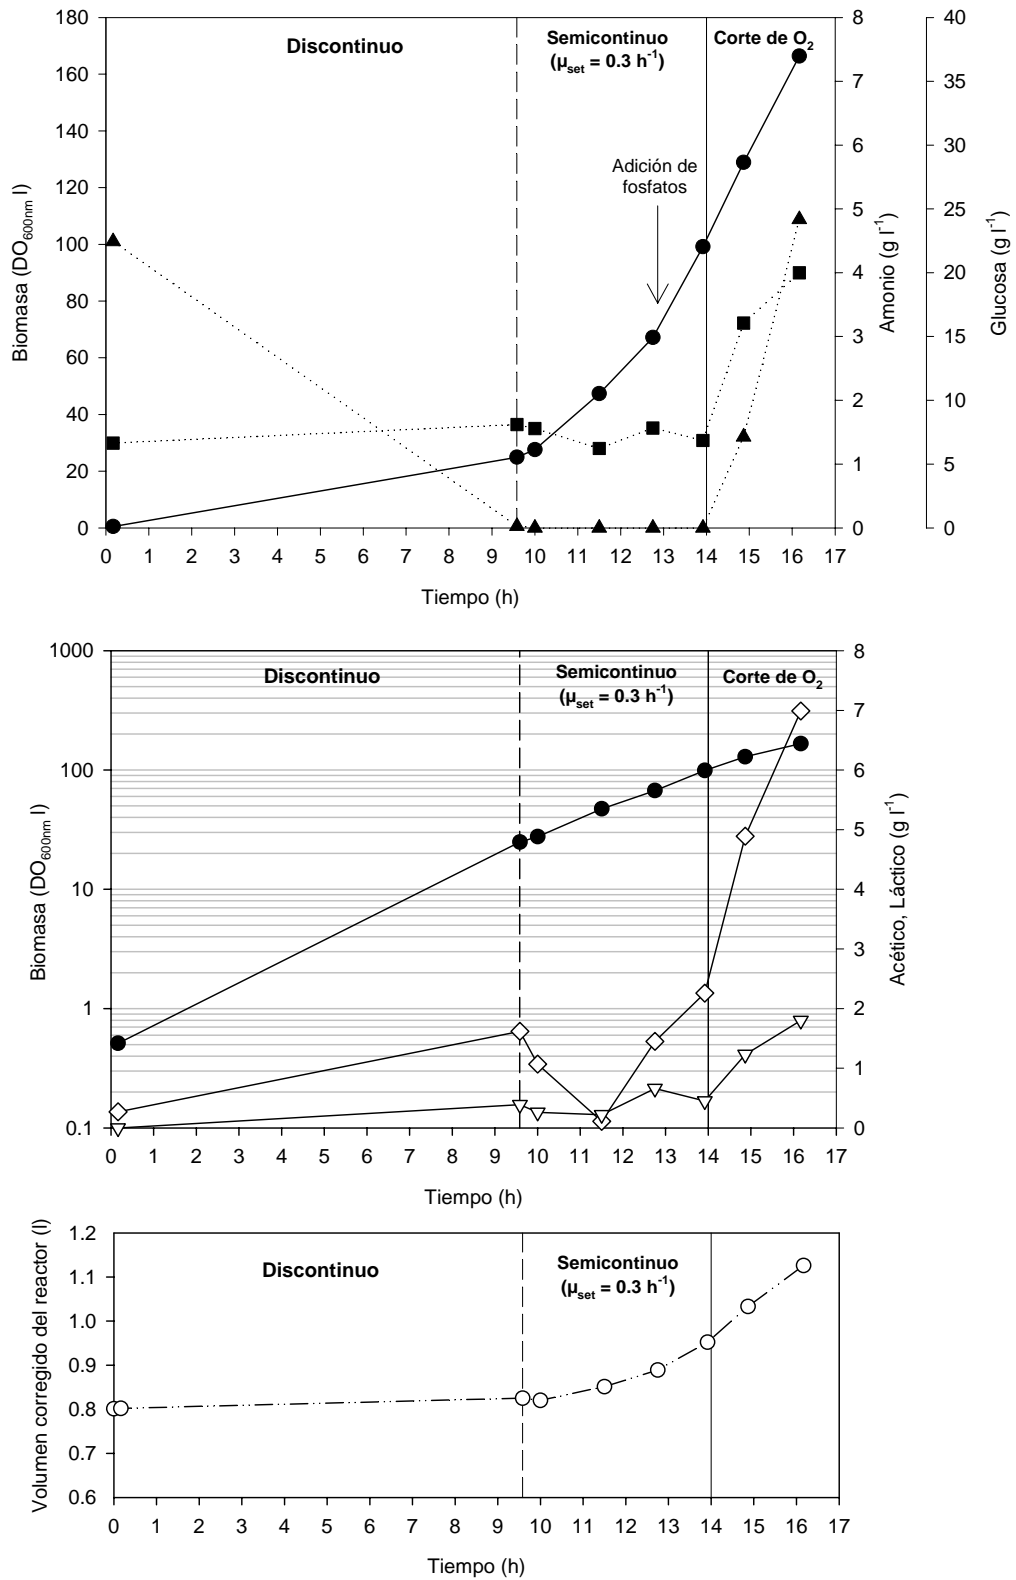 180
160
140
120
100
80
60
40
20
0
Biomasa (DO600nm l)
Discontinuo
Semicontinuo
(µset = 0.3 h-1)
Corte de O2
Adición de
fosfatos
8
7
6
5
4
3
2
1
0
Amonio (g l-1)
40
35
30
25
20
15
10
5
0
Glucosa (g l-1)
0 1 2 3 4 5 6 7 8 9 10 11 12 13 14 15 16 17
Tiempo (h)
1000
100
10
1
0.1
Biomasa (DO600nm l)
Discontinuo
Semicontinuo
(µset = 0.3 h-1)
Corte de O2
8
7
6
5
4
3
2
1
0
Acético, Láctico (g l-1)
0 1 2 3 4 5 6 7 8 9 10 11 12 13 14 15 16 17
Tiempo (h)
1.2
1.1
1.0
0.9
0.8
0.7
0.6
Volumen corregido del reactor (l)
Discontinuo
Semicontinuo
(µset = 0.3 h-1)
0 1 2 3 4 5 6 7 8 9 10 11 12 13 14 15 16 17
Tiempo (h)